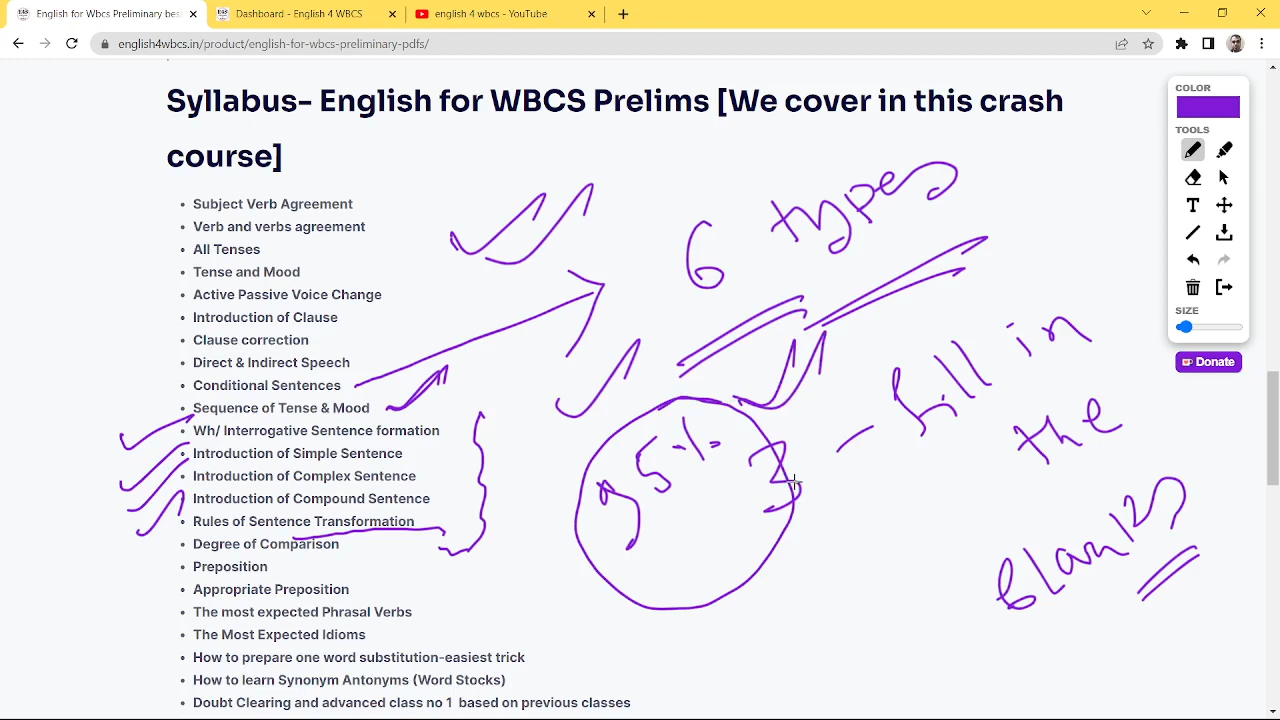 English for Wbcs Preliminary bes
Dashboard - English 4 WBCS
english 4 wbcs - YouTube
english4wbcs.in/product/english-for-wbcs-preliminary-pdfs/
Syllabus- English for WBCS Prelims [We cover in this crash
course]
Subject Verb Agreement
Verb and verbs agreement
All Tenses
Tense and Mood
Active Passive Voice Change
Introduction of Clause
Clause correction
Direct & Indirect Speech
Conditional Sentences
Sequence of Tense & Mood
Wh/ Interrogative Sentence formation
Introduction of Simple Sentence
Introduction of Complex Sentence
Introduction of Compound Sentence
Rules of Sentence Transformation
Degree of Comparison
Preposition
Appropriate Preposition
The most expected Phrasal Verbs
The Most Expected Idioms
How to prepare one word substitution-easiest trick
How to learn Synonym Antonyms (Word Stocks)
Doubt Clearing and advanced class no 1 based on previous classes
6 types
95%
3 - fill in
the
blanks
COLOR
TOOLS
T
SIZE
Donate